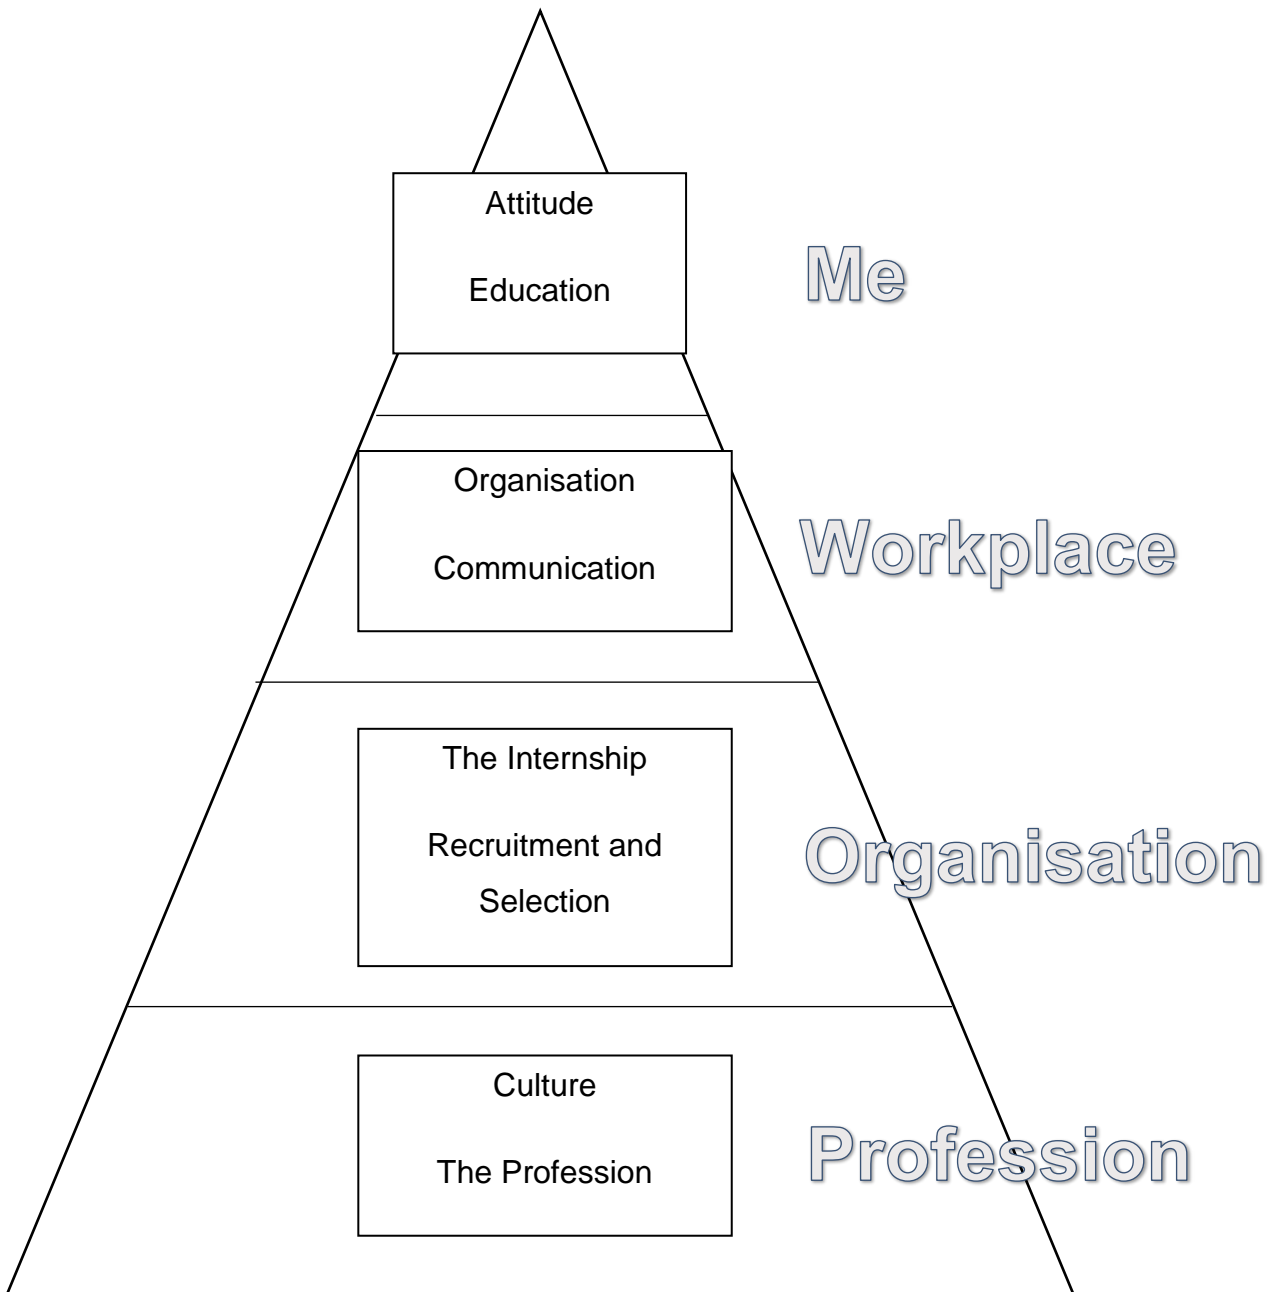 Attitude
Education
Me
Organisation
Communication
Workplace
The Internship
Recruitment and
Selection
Organisation
Culture
The Profession
Profession